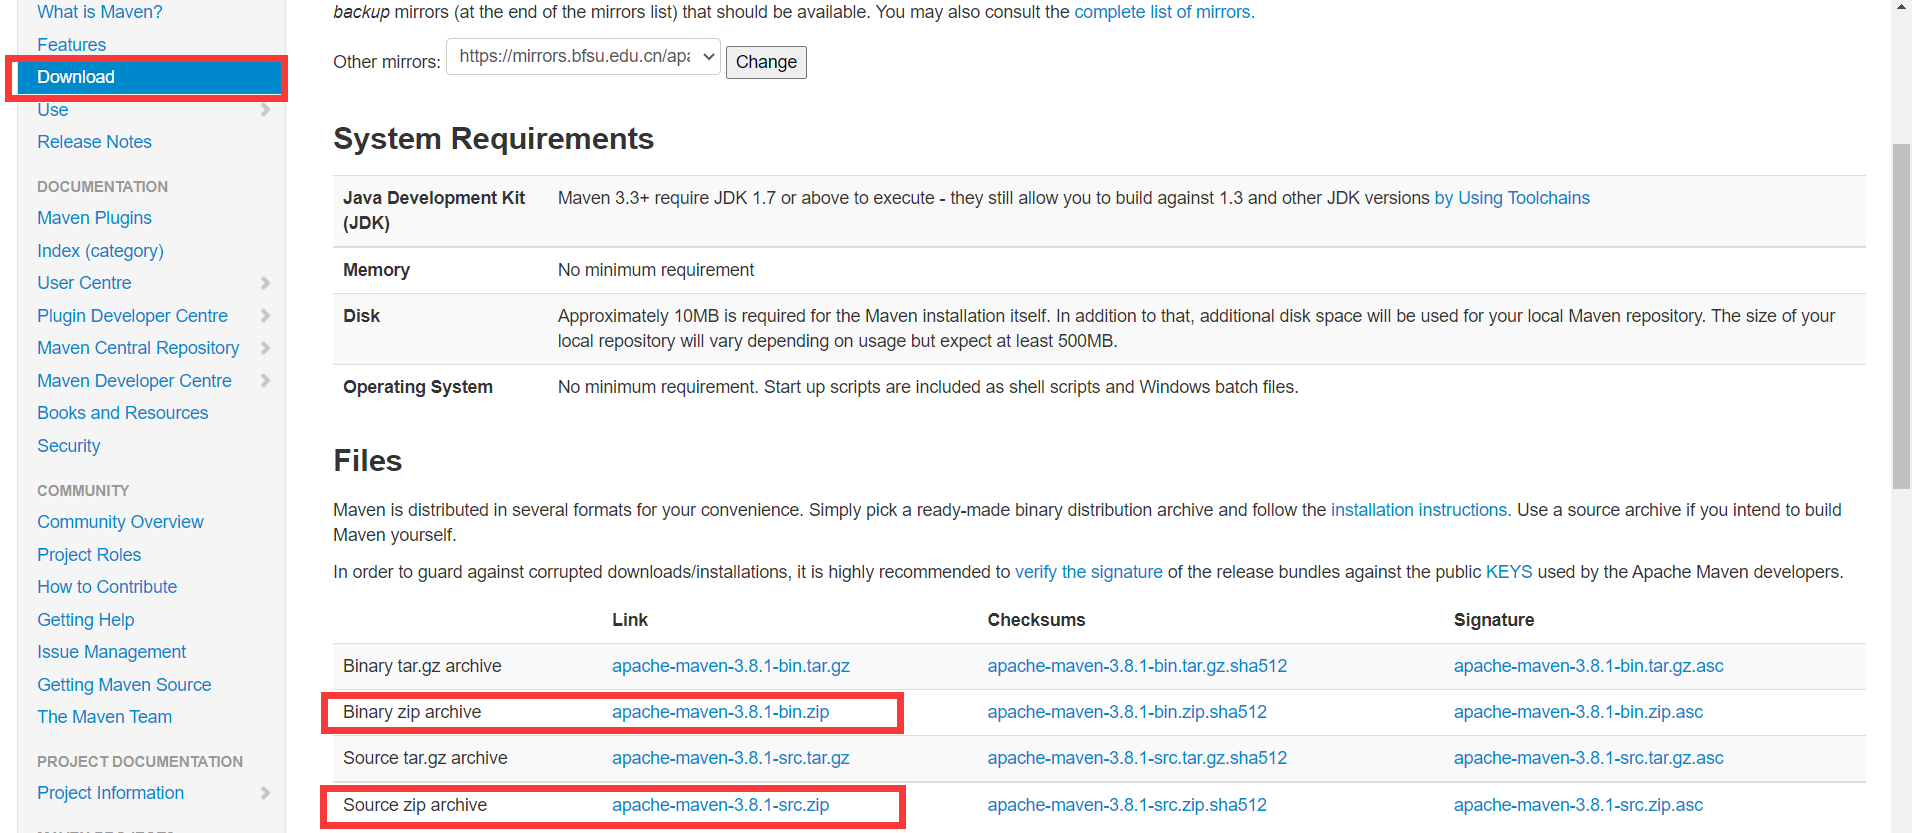 What is Maven?
Features
Download
Use
Release Notes
DOCUMENTATION
Maven Plugins
Index (category)
User Centre
Plugin Developer Centre
Maven Central Repository
Maven Developer Centre
Books and Resources
Security
COMMUNITY
Community Overview
Project Roles
How to Contribute
Getting Help
Issue Management
Getting Maven Source
The Maven Team
PROJECT DOCUMENTATION
Project Information
backup mirrors (at the end of the mirrors list) that should be available. You may also consult the complete list of mirrors.
Other mirrors: https://mirrors.bfsu.edu.cn/apa Change
System Requirements
Java Development Kit (JDK) Maven 3.3+ require JDK 1.7 or above to execute - they still allow you to build against 1.3 and other JDK versions by Using Toolchains
Memory No minimum requirement
Disk Approximately 10MB is required for the Maven installation itself. In addition to that, additional disk space will be used for your local Maven repository. The size of your
local repository will vary depending on usage but expect at least 500MB.
Operating System No minimum requirement. Start up scripts are included as shell scripts and Windows batch files.
Files
Maven is distributed in several formats for your convenience. Simply pick a ready-made binary distribution archive and follow the installation instructions. Use a source archive if you intend to build
Maven yourself.
In order to guard against corrupted downloads/installations, it is highly recommended to verify the signature of the release bundles against the public KEYS used by the Apache Maven developers.
Link Checksums Signature
Binary tar.gz archive apache-maven-3.8.1-bin.tar.gz apache-maven-3.8.1-bin.tar.gz.sha512 apache-maven-3.8.1-bin.tar.gz.asc
Binary zip archive apache-maven-3.8.1-bin.zip apache-maven-3.8.1-bin.zip.sha512 apache-maven-3.8.1-bin.zip.asc
Source tar.gz archive apache-maven-3.8.1-src.tar.gz apache-maven-3.8.1-src.tar.gz.sha512 apache-maven-3.8.1-src.tar.gz.asc
Source zip archive apache-maven-3.8.1-src.zip apache-maven-3.8.1-src.zip.sha512 apache-maven-3.8.1-src.zip.asc